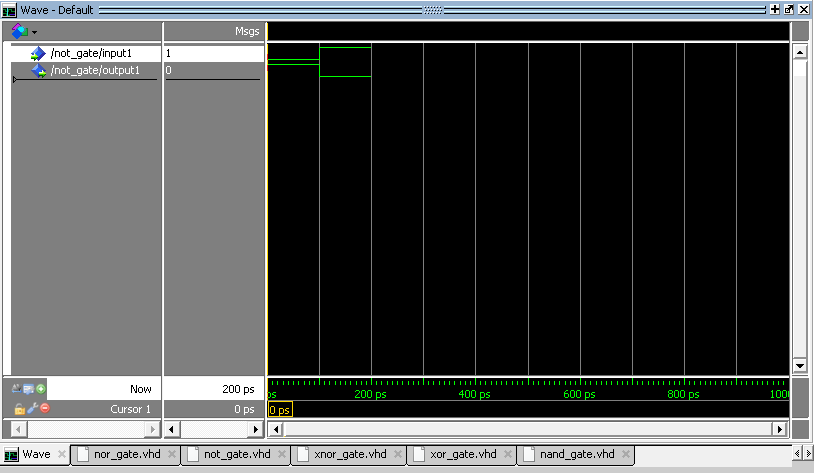 Wave - Default
Msgs
/not_gate/input1 1
/not_gate/output1 0
Now 200 ps
Cursor 1 0 ps
ps 200 ps 400 ps 600 ps 800 ps 1000
0 ps
Wave nor_gate.vhd not_gate.vhd xnor_gate.vhd xor_gate.vhd nand_gate.vhd